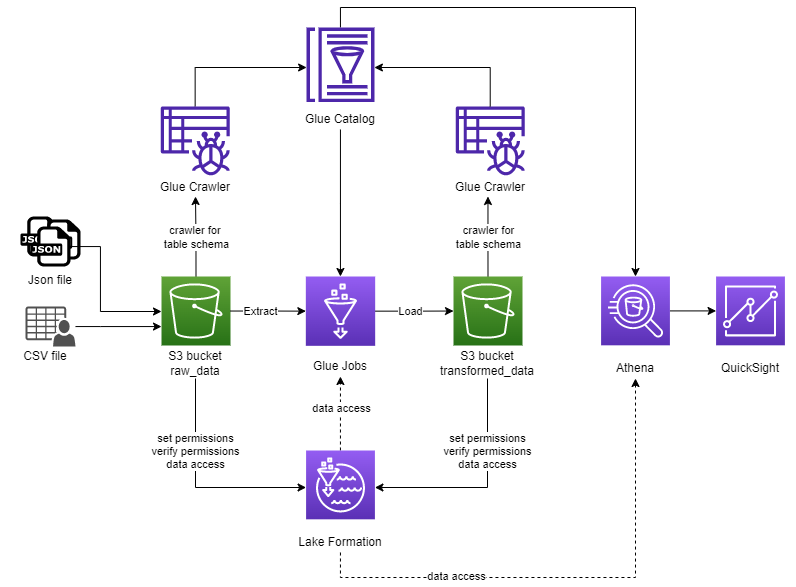 Glue Catalog
Glue Crawler
Glue Crawler
crawler for
table schema
crawler for
table schema
JSON
JSON
Json file
Extract
Load
CSV file
S3 bucket
raw_data
Glue Jobs
S3 bucket
transformed_data
Athena
QuickSight
data access
set permissions
verify permissions
data access
set permissions
verify permissions
data access
Lake Formation
data access